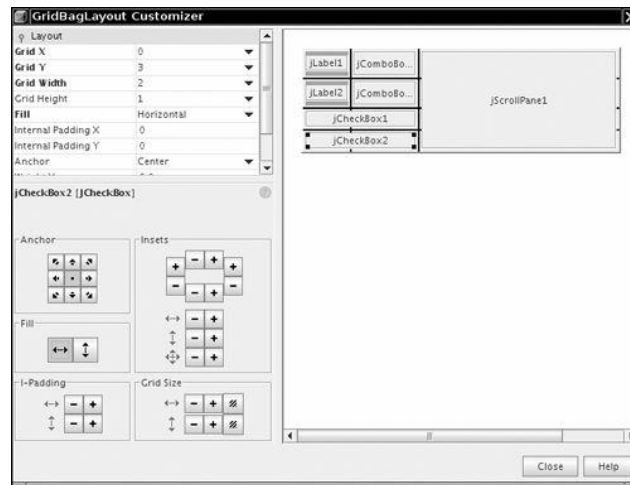 GridBagLayout Customizer
Layout
Grid X 0
Grid Y 3
Grid Width 2
Grid Height 1
Fill Horizontal
Internal Padding X 0
Internal Padding Y 0
Anchor Center
jCheckBox2 [JCheckBox]
Anchor
Insets
Fill
I-Padding
Grid Size
jLabel1 jComboBo...
jLabel2 jComboBo...
jCheckBox1
jCheckBox2
jScrollPane1
Close Help